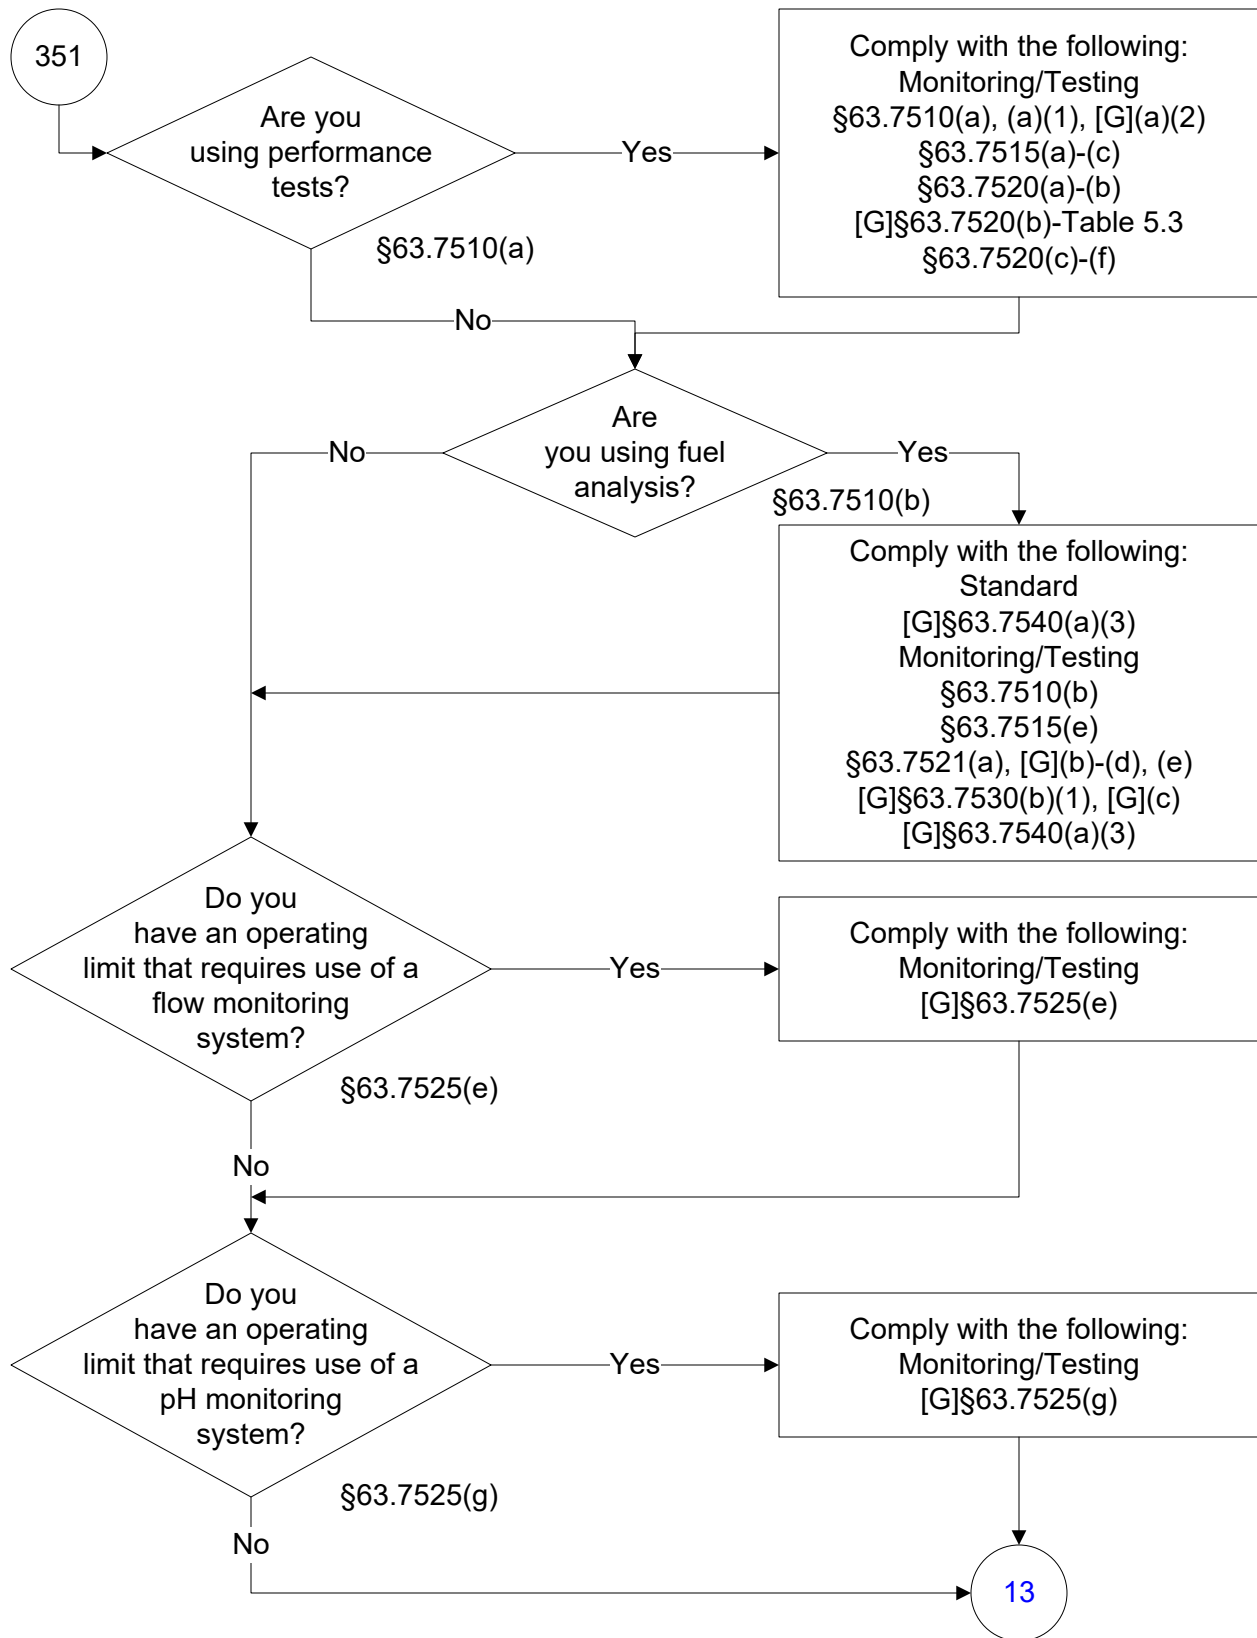 351
Are you
using performance
tests?
Yes
Comply with the following:
Monitoring/Testing
§63.7510(a), (a)(1), [G](a)(2)
§63.7515(a)-(c)
§63.7520(a)-(b)
[G]§63.7520(b)-Table 5.3
§63.7520(c)-(f)
§63.7510(a)
No
Are
you using fuel
analysis?
No
Yes
§63.7510(b)
Comply with the following:
Standard
[G]§63.7540(a)(3)
Monitoring/Testing
§63.7510(b)
§63.7515(e)
§63.7521(a), [G](b)-(d), (e)
[G]§63.7530(b)(1), [G](c)
[G]§63.7540(a)(3)
Do you
have an operating
limit that requires use of a
flow monitoring
system?
Yes
Comply with the following:
Monitoring/Testing
[G]§63.7525(e)
§63.7525(e)
No
Do you
have an operating
limit that requires use of a
pH monitoring
system?
Yes
Comply with the following:
Monitoring/Testing
[G]§63.7525(g)
§63.7525(g)
No
13